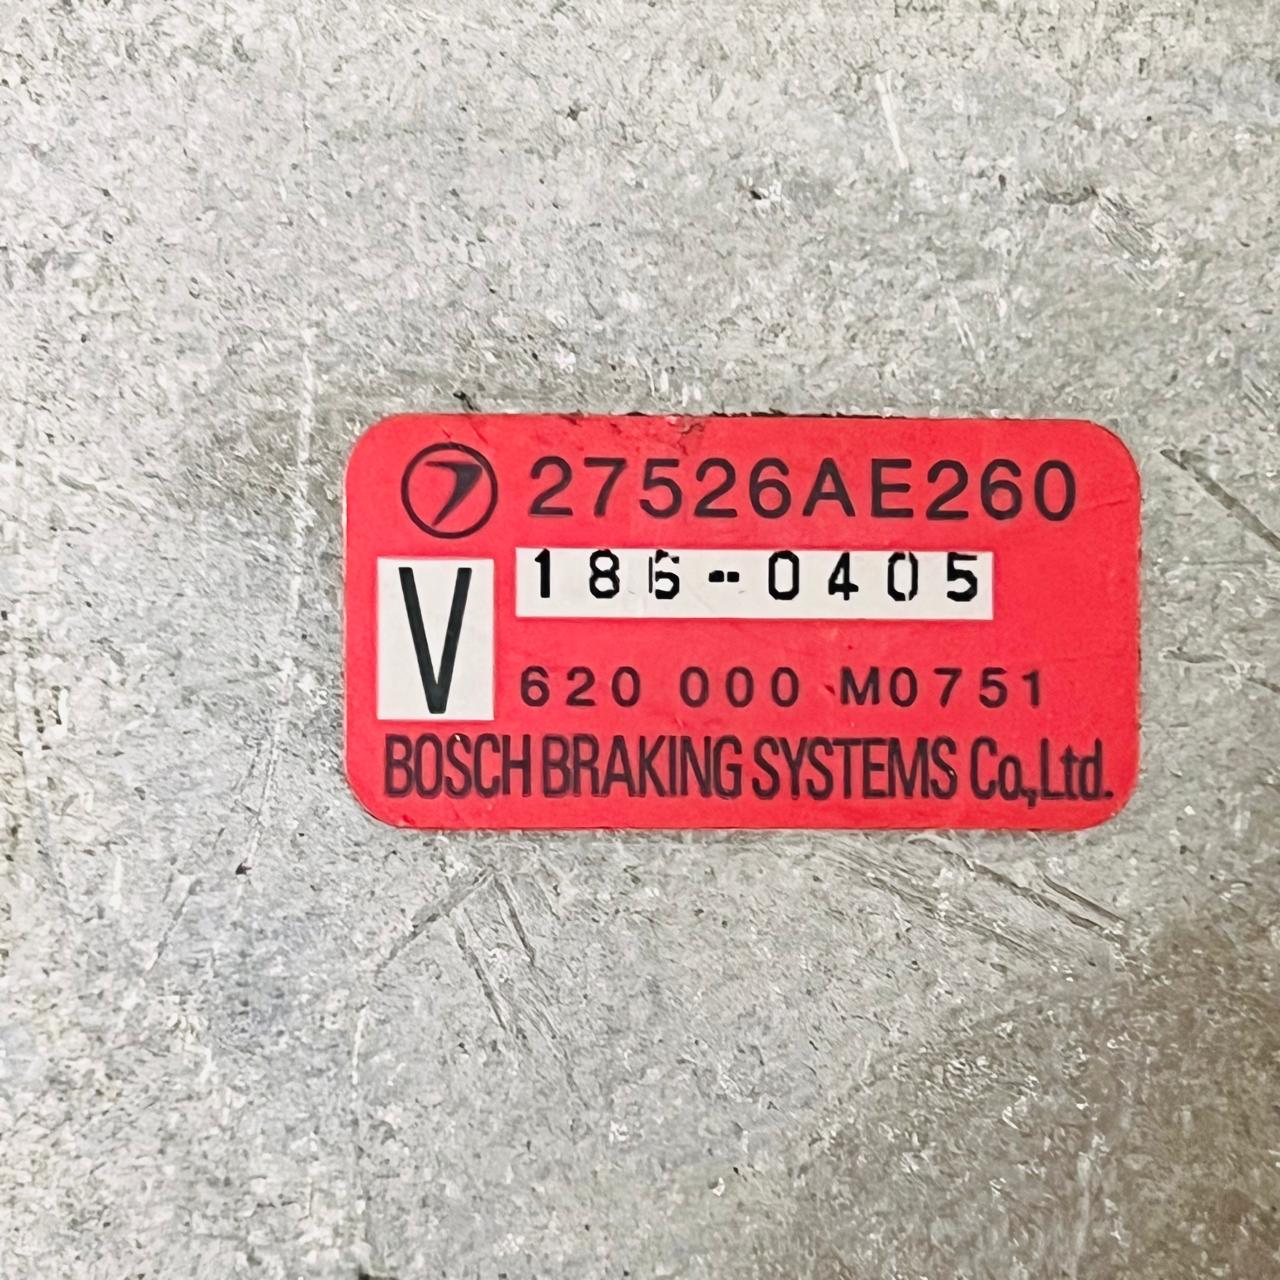 27526AE260
186-0405
V
620 000 M0751
BOSCH BRAKING SYSTEMS Co.,Ltd.